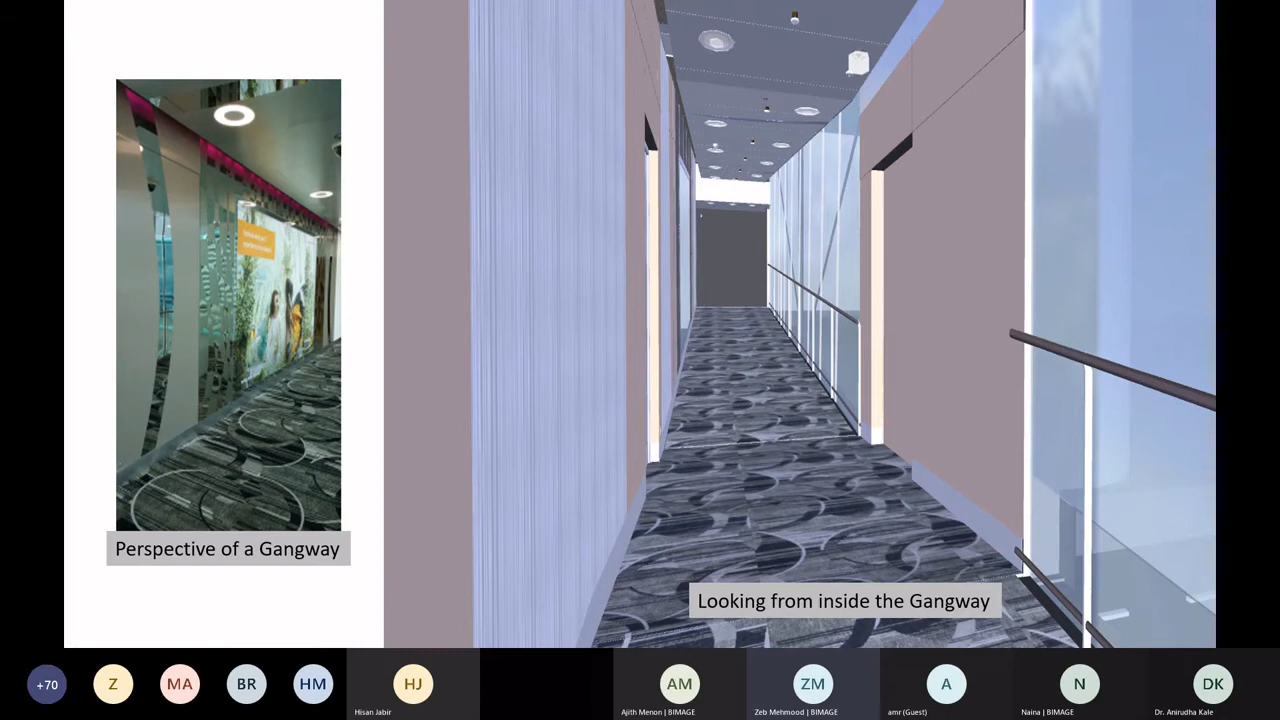 Perspective of a Gangway
Looking from inside the Gangway
+70
Z
MA
BR
HM
HJ
AM
ZM
A
N
DK
Hisan Jabir
Ajith Menon | BIMAGE
Zeb Mehmood | BIMAGE
amr (Guest)
Naina | BIMAGE
Dr. Anirudha Kale